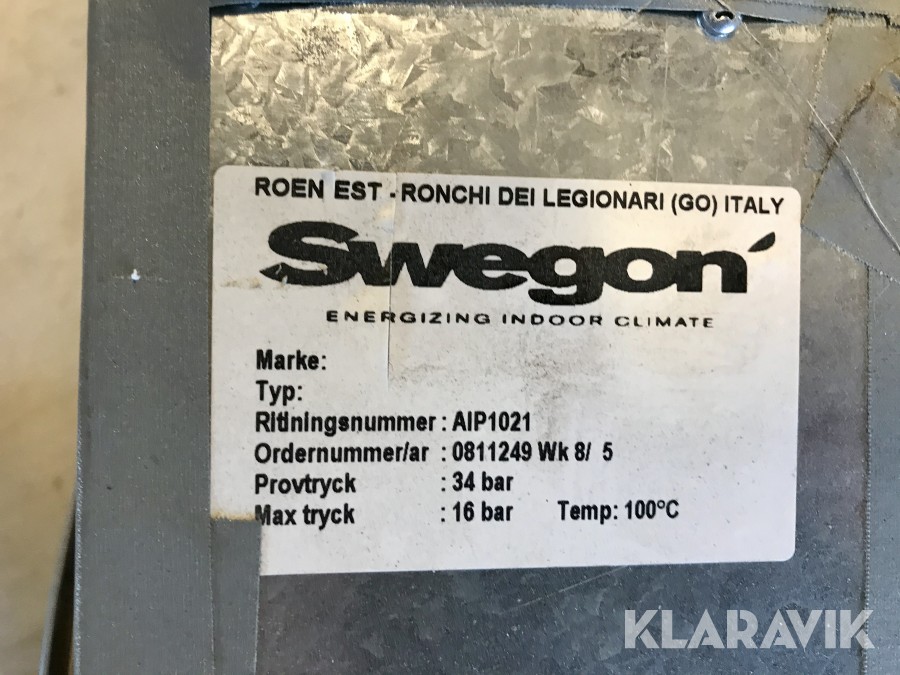 ROEN EST - RONCHI DEI LEGIONARI (GO) ITALY
Swegon
ENERGIZING INDOOR CLIMATE
Marke:
Typ:
Rittningsnummer : AIP1021
Ordernummer/ar : 0811249 Wk 8/ 5
Provtryck : 34 bar
Max tryck : 16 bar Temp: 100°C
KLARAVIK